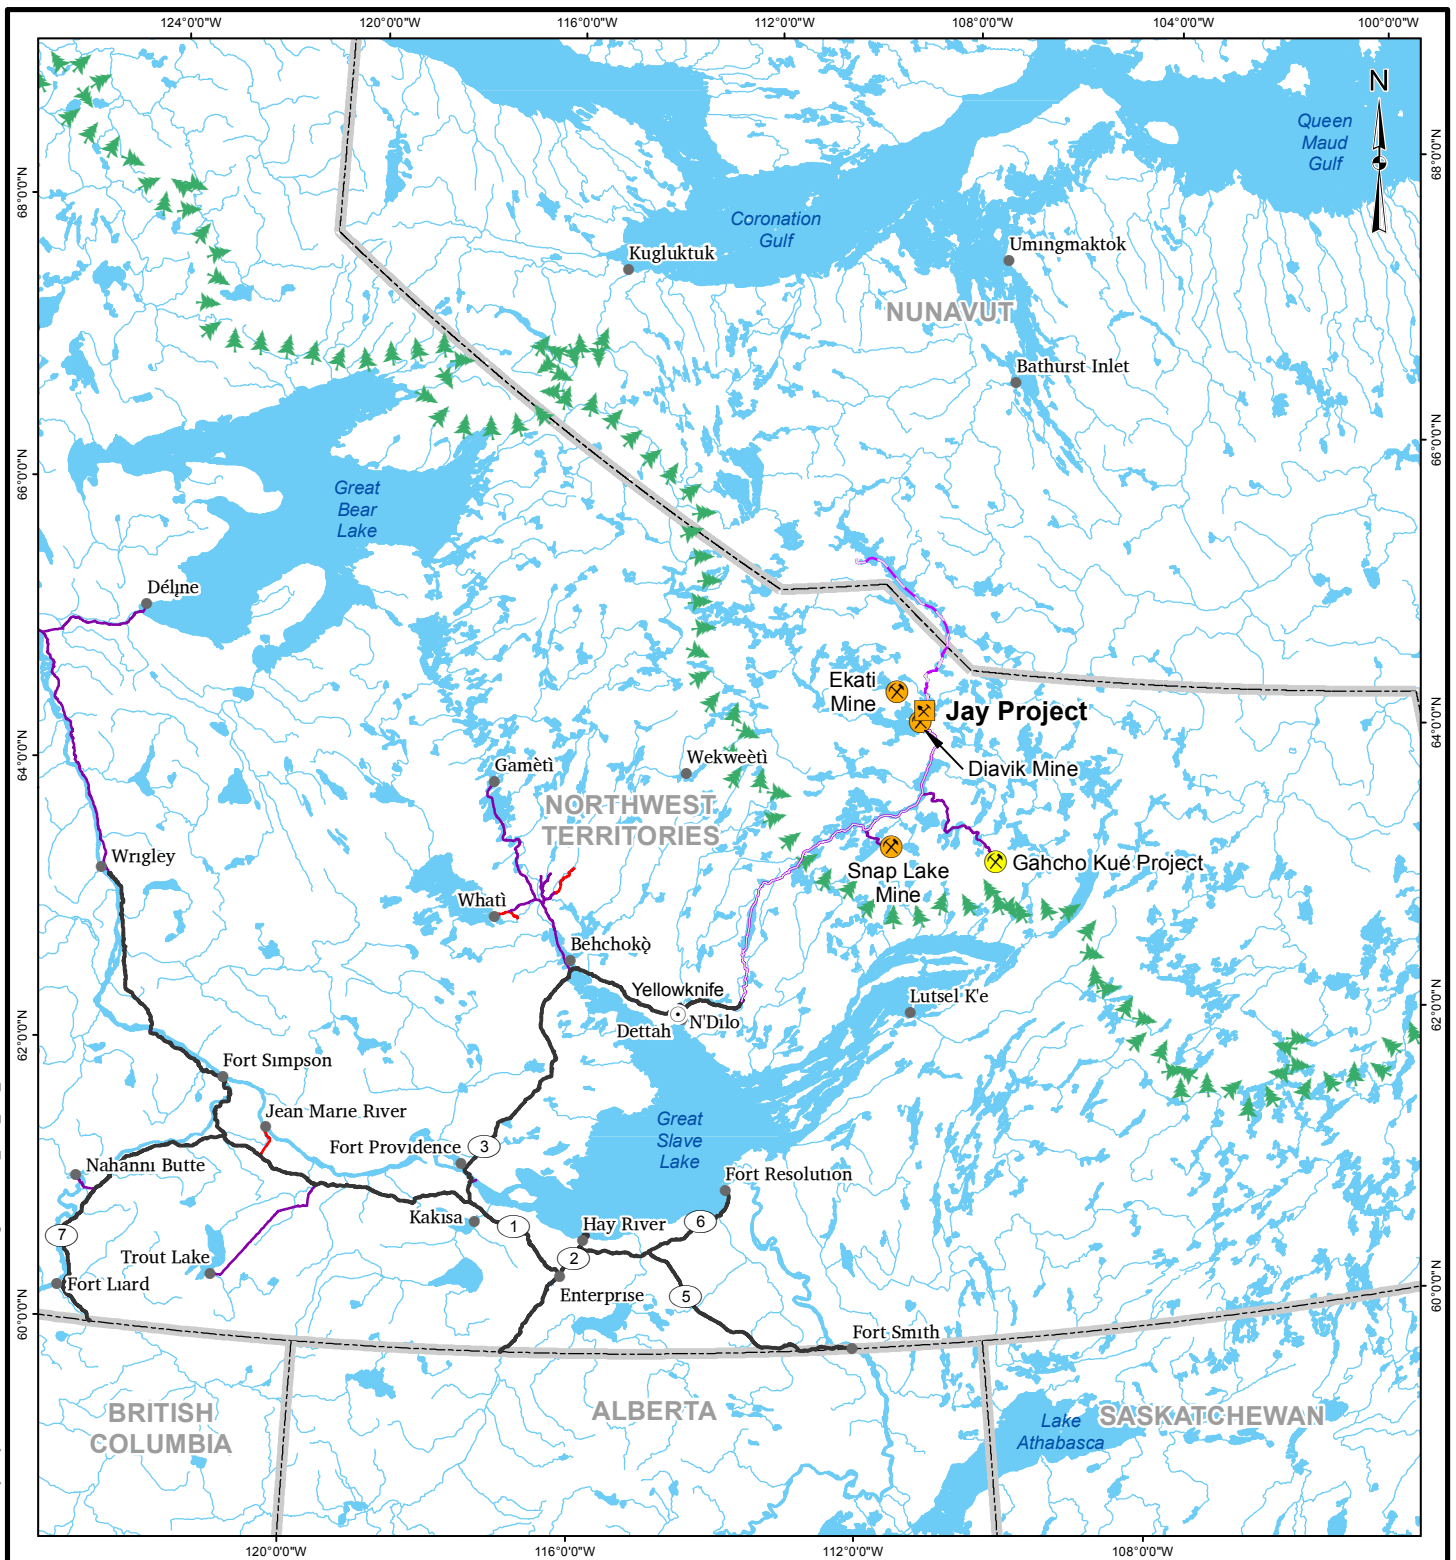 124°0'0"W
120°0'0"W
116°0'0"W
112°0'0"W
108°0'0"W
104°0'0"W
100°0'0"W
N
Queen
Maud
Gulf
68°0'0"N
68°0'0"N
Coronation
Gulf
Kugluktuk
Umingmaktok
NUNAVUT
Bathurst Inlet
66°0'0"N
66°0'0"N
Great
Bear
Lake
Délįne
Ekati
Mine
Jay Project
Diavik Mine
64°0'0"N
64°0'0"N
Wekweètì
Gamètì
NORTHWEST
TERRITORIES
Wrigley
Snap Lake
Mine
Gahcho Kué Project
Whatì
Behchokǫ̀
Yellowknife
N'Dilo
Dettah
Lutsel K'e
62°0'0"N
62°0'0"N
Fort Simpson
Jean Marie River
Fort Providence
3
Great
Slave
Lake
Nahanni Butte
Fort Resolution
Kakisa
1
Hay River
6
7
2
Trout Lake
Fort Liard
Enterprise
5
60°0'0"N
60°0'0"N
Fort Smith
BRITISH
COLUMBIA
ALBERTA
Lake
Athabasca
SASKATCHEWAN
120°0'0"W
116°0'0"W
112°0'0"W
108°0'0"W